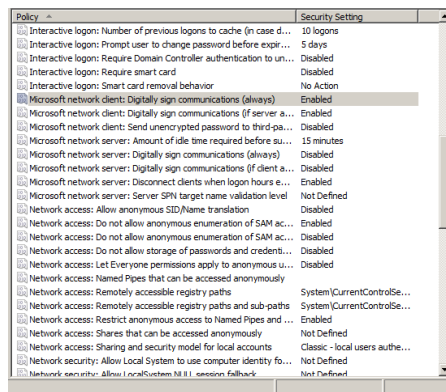 Policy Security Setting
Interactive logon: Number of previous logons to cache (in case d... 10 logons
Interactive logon: Prompt user to change password before expir... 5 days
Interactive logon: Require Domain Controller authentication to un... Disabled
Interactive logon: Require smart card Disabled
Interactive logon: Smart card removal behavior No Action
Microsoft network client: Digitally sign communications (always) Enabled
Microsoft network client: Digitally sign communications (if server a... Enabled
Microsoft network client: Send unencrypted password to third-pa... Disabled
Microsoft network server: Amount of idle time required before su... 15 minutes
Microsoft network server: Digitally sign communications (always) Disabled
Microsoft network server: Digitally sign communications (if client a... Disabled
Microsoft network server: Disconnect clients when logon hours e... Enabled
Microsoft network server: Server SPN target name validation level Not Defined
Network access: Allow anonymous SID/Name translation Disabled
Network access: Do not allow anonymous enumeration of SAM ac... Enabled
Network access: Do not allow anonymous enumeration of SAM ac... Disabled
Network access: Do not allow storage of passwords and credenti... Disabled
Network access: Let Everyone permissions apply to anonymous u... Disabled
Network access: Named Pipes that can be accessed anonymously
Network access: Remotely accessible registry paths System\CurrentControlSe...
Network access: Remotely accessible registry paths and sub-paths System\CurrentControlSe...
Network access: Restrict anonymous access to Named Pipes and ... Enabled
Network access: Shares that can be accessed anonymously Not Defined
Network access: Sharing and security model for local accounts Classic - local users authe...
Network security: Allow Local System to use computer identity fo... Not Defined
Network security: Allow LocalSystem NULL session fallback Not Defined